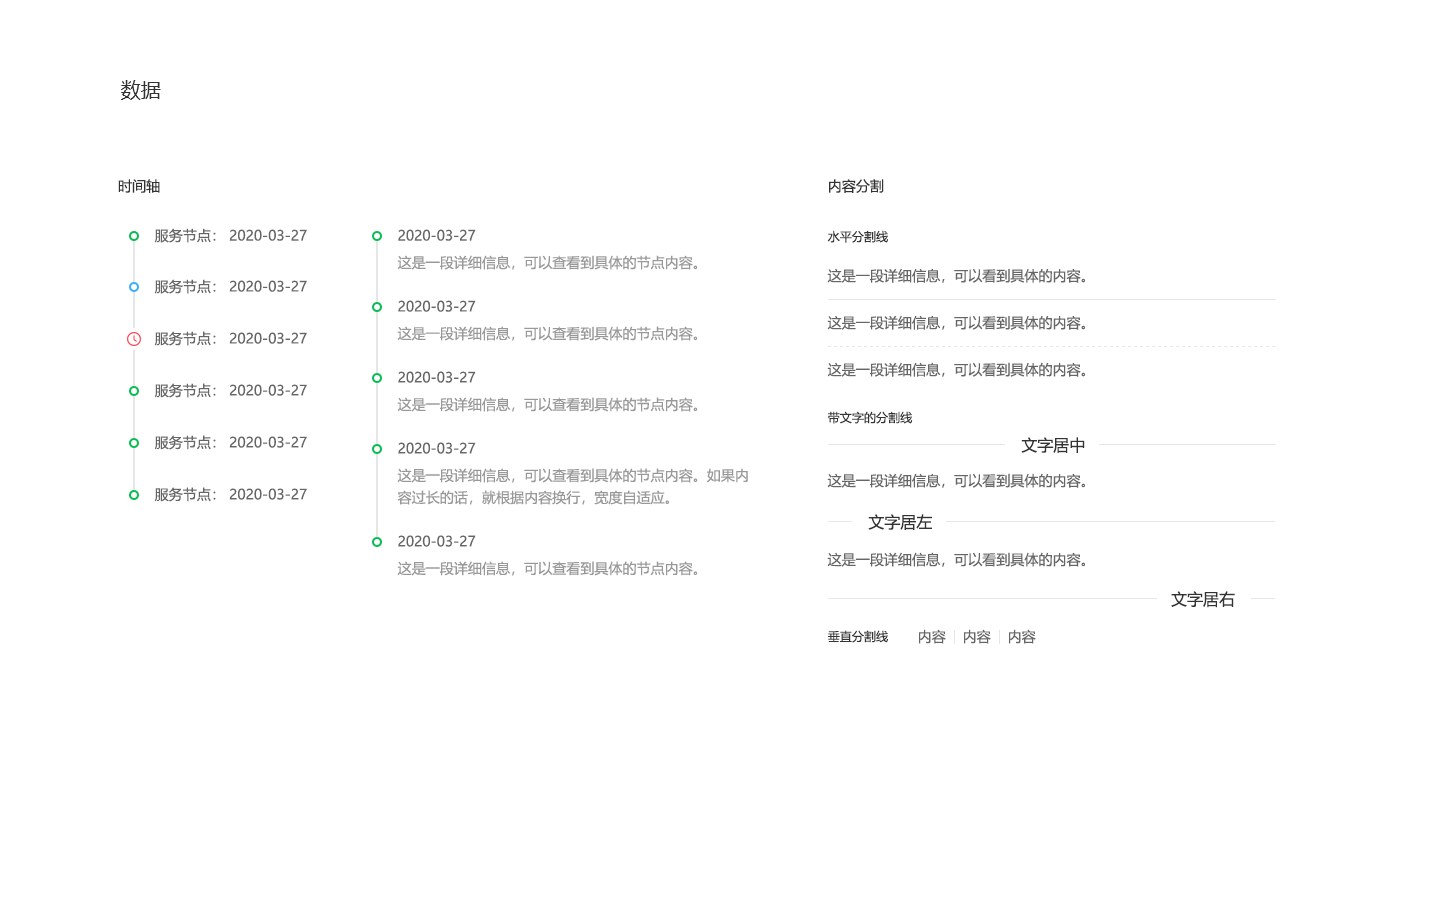 数据
时间轴
服务节点： 2020-03-27
服务节点： 2020-03-27
服务节点： 2020-03-27
服务节点： 2020-03-27
服务节点： 2020-03-27
服务节点： 2020-03-27
2020-03-27
这是一段详细信息，可以查看到具体的节点内容。
2020-03-27
这是一段详细信息，可以查看到具体的节点内容。
2020-03-27
这是一段详细信息，可以查看到具体的节点内容。
2020-03-27
这是一段详细信息，可以查看到具体的节点内容。如果内
容过长的话，就根据内容换行，宽度自适应。
2020-03-27
这是一段详细信息，可以查看到具体的节点内容。
内容分割
水平分割线
这是一段详细信息，可以看到具体的内容。
这是一段详细信息，可以看到具体的内容。
这是一段详细信息，可以看到具体的内容。
带文字的分割线
文字居中
这是一段详细信息，可以看到具体的内容。
文字居左
这是一段详细信息，可以看到具体的内容。
文字居右
垂直分割线 内容 内容 内容